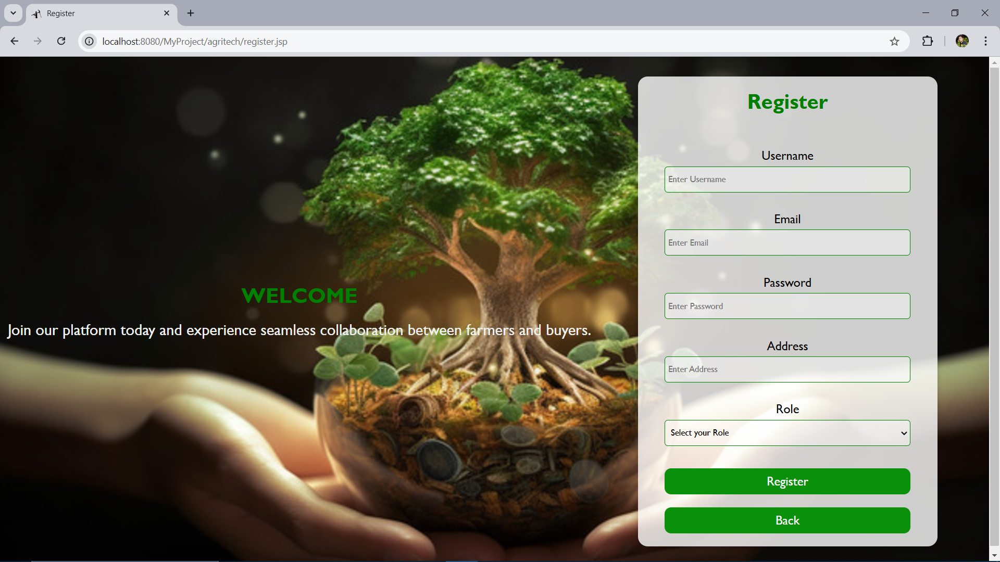 Register
localhost:8080/MyProject/agritech/register.jsp
WELCOME
Join our platform today and experience seamless collaboration between farmers and buyers.
Register
Username
Enter Username
Email
Enter Email
Password
Enter Password
Address
Enter Address
Role
Select your Role
Register
Back